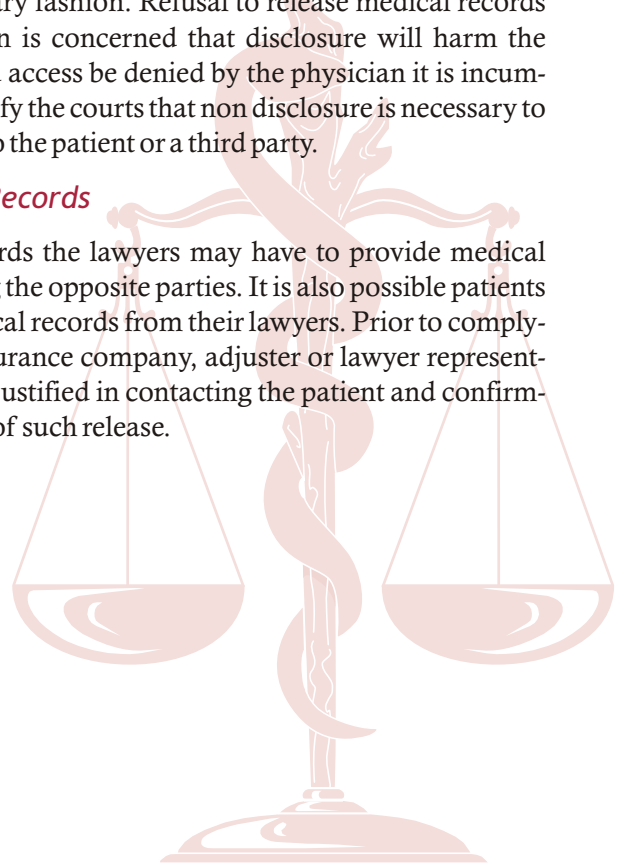 ary fashion. Refusal to release medical records
n is concerned that disclosure will harm the
access be denied by the physician it is incum-
fy the courts that non disclosure is necessary to
o the patient or a third party.
Records
rds the lawyers may have to provide medical
the opposite parties. It is also possible patients
cal records from their lawyers. Prior to comply-
urance company, adjuster or lawyer represent-
ustified in contacting the patient and confirm-
of such release.